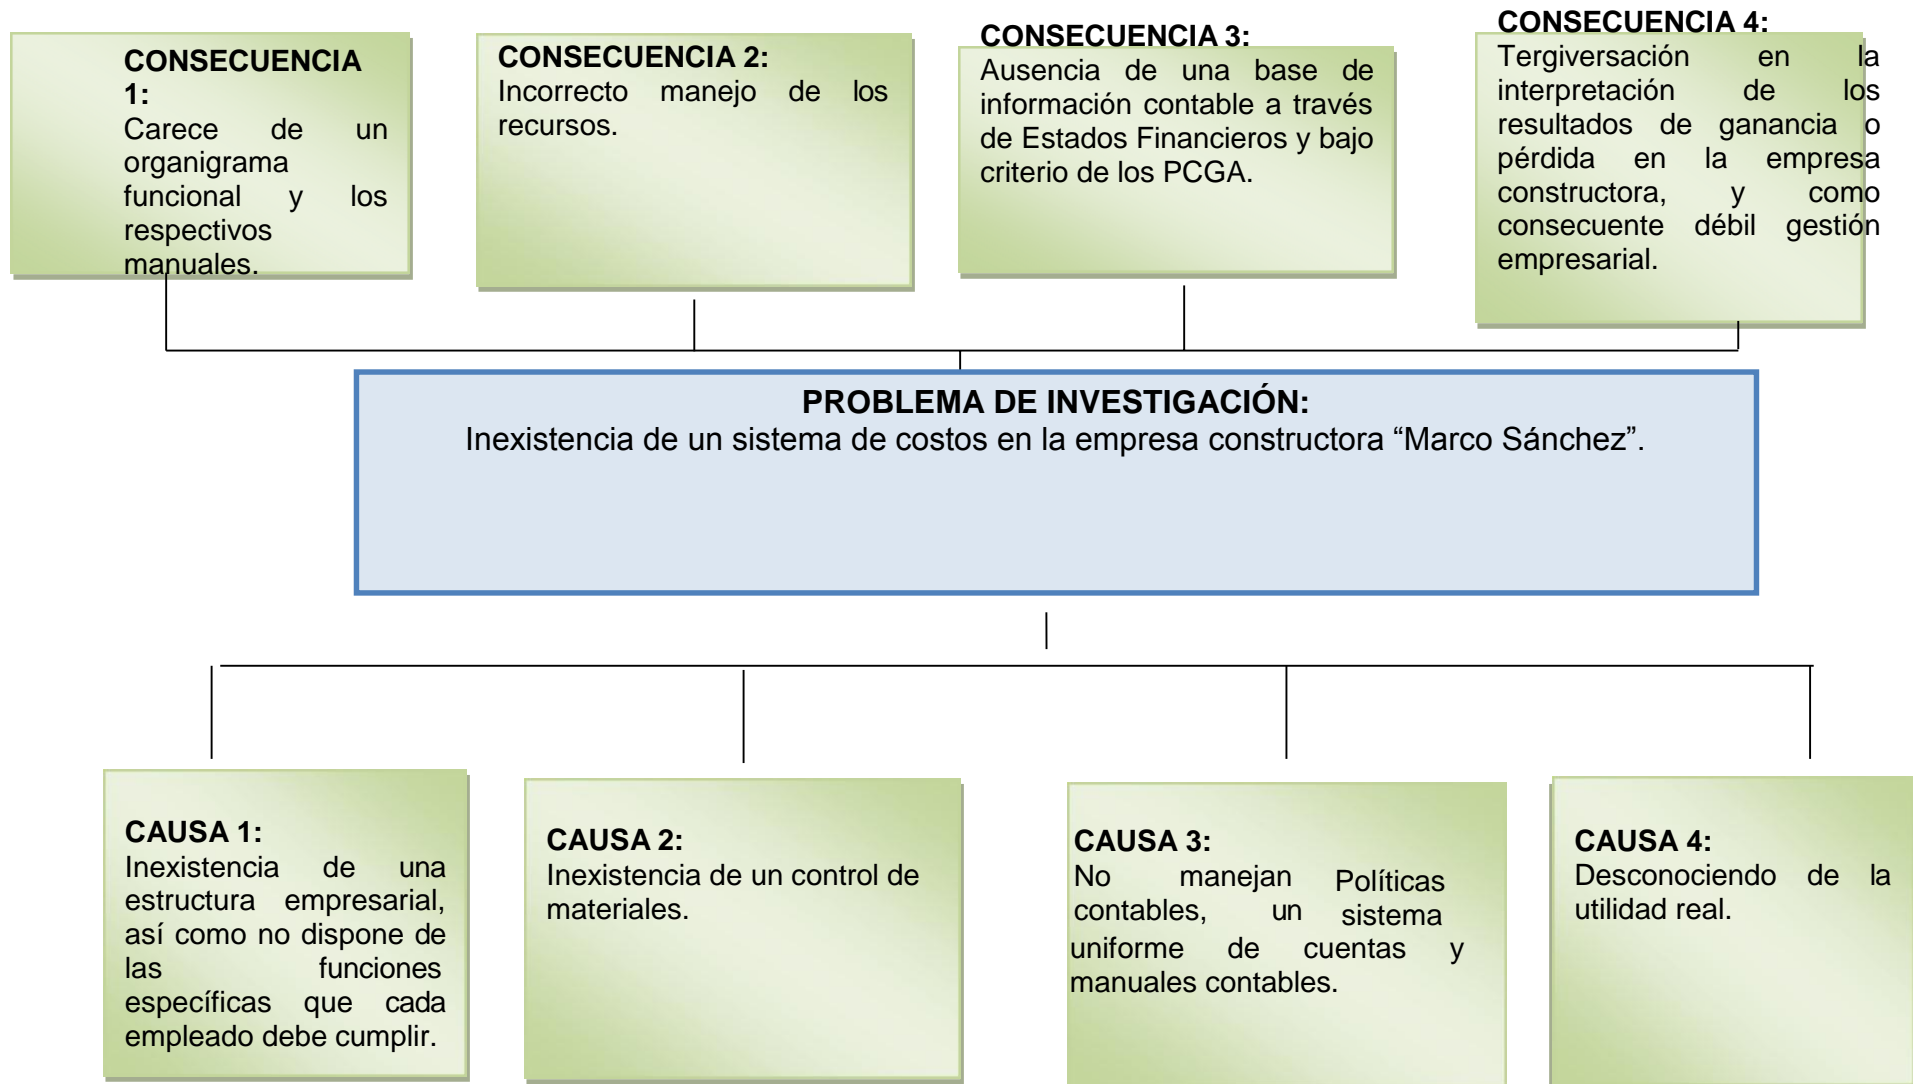 CONSECUENCIA
1:
Carece de un
organigrama
funcional y los
respectivos
manuales.
CONSECUENCIA 2:
Incorrecto manejo de los
recursos.
CONSECUENCIA 3:
Ausencia de una base de
información contable a través
de Estados Financieros y bajo
criterio de los PCGA.
CONSECUENCIA 4:
Tergiversación en la
interpretación de los
resultados de ganancia o
pérdida en la empresa
constructora, y como
consecuente débil gestión
empresarial.
PROBLEMA DE INVESTIGACIÓN:
Inexistencia de un sistema de costos en la empresa constructora “Marco Sánchez”.
CAUSA 1:
Inexistencia de una
estructura empresarial,
así como no dispone de
las funciones
específicas que cada
empleado debe cumplir.
CAUSA 2:
Inexistencia de un control de
materiales.
CAUSA 3:
No manejan Políticas
contables, un sistema
uniforme de cuentas y
manuales contables.
CAUSA 4:
Desconociendo de la
utilidad real.